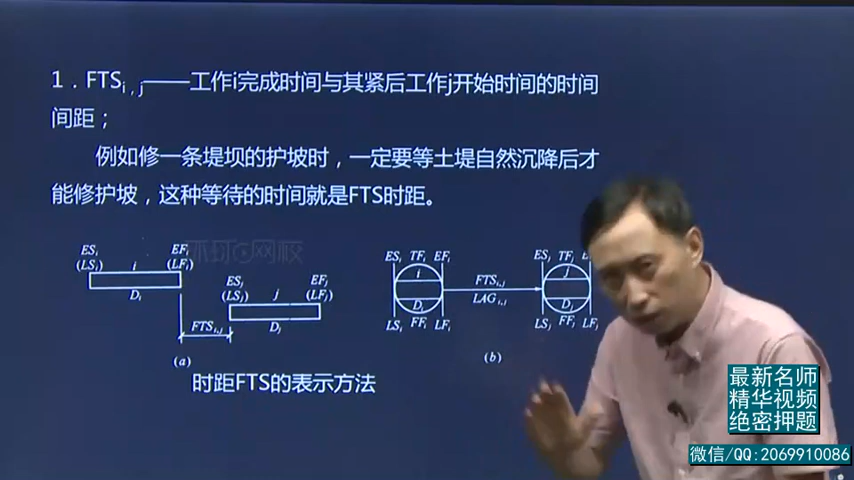 1．FTSi，j——工作i完成时间与其紧后工作j开始时间的时间
间距；
例如修一条堤坝的护坡时，一定要等土堤自然沉降后才
能修护坡，这种等待的时间就是FTS时距。
环球网校
ESi EFi
(LSi) i (LFi)
Di
ESj EFj
(LSj) j (LFj)
Dj
FTSi,j
(a)
ESi TFi EFi
i
Di
LSi FFi LFi
FTSi,j
LAGi,j
ESj TFj
j
Dj
LSj FFj LFj
(b)
时距FTS的表示方法
最新名师
精华视频
绝密押题
微信/QQ:2069910086